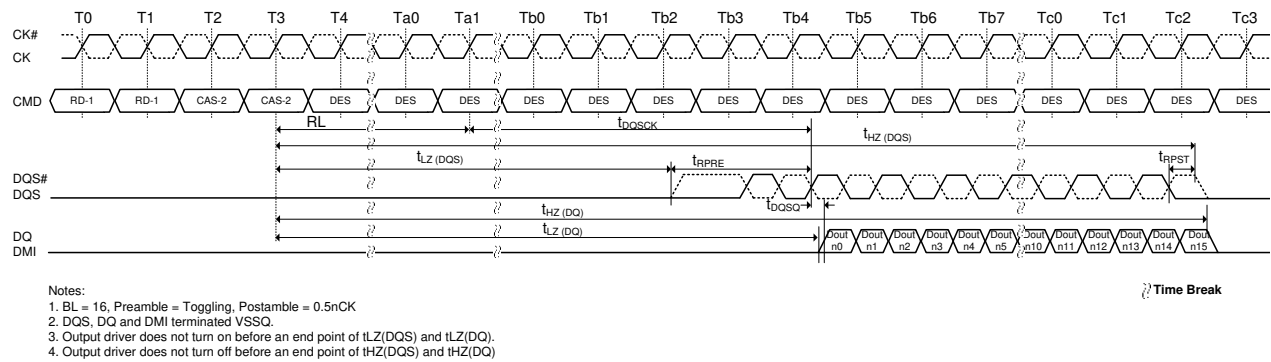 T0 T1 T2 T3 T4 Ta0 Ta1 Tb0 Tb1 Tb2 Tb3 Tb4 Tb5 Tb6 Tb7 Tc0 Tc1 Tc2 Tc3
CK#
CK
CMD RD-1 RD-1 CAS-2 CAS-2 DES DES DES DES DES DES DES DES DES DES DES DES DES DES DES
RL tDQSCK
tHZ (DQS)
tLZ (DQS) tRPRE tRPST
DQS#
DQS
tDQSQ
tHZ (DQ)
tLZ (DQ)
DQ Dout Dout Dout Dout Dout Dout Dout Dout Dout Dout Dout Dout
DMI n0 n1 n2 n3 n4 n5 n10 n11 n12 n13 n14 n15
Notes:
Time Break
1. BL = 16, Preamble = Toggling, Postamble = 0.5nCK
2. DQS, DQ and DMI terminated VSSQ.
3. Output driver does not turn on before an end point of tLZ(DQS) and tLZ(DQ).
4. Output driver does not turn off before an end point of tHZ(DQS) and tHZ(DQ)